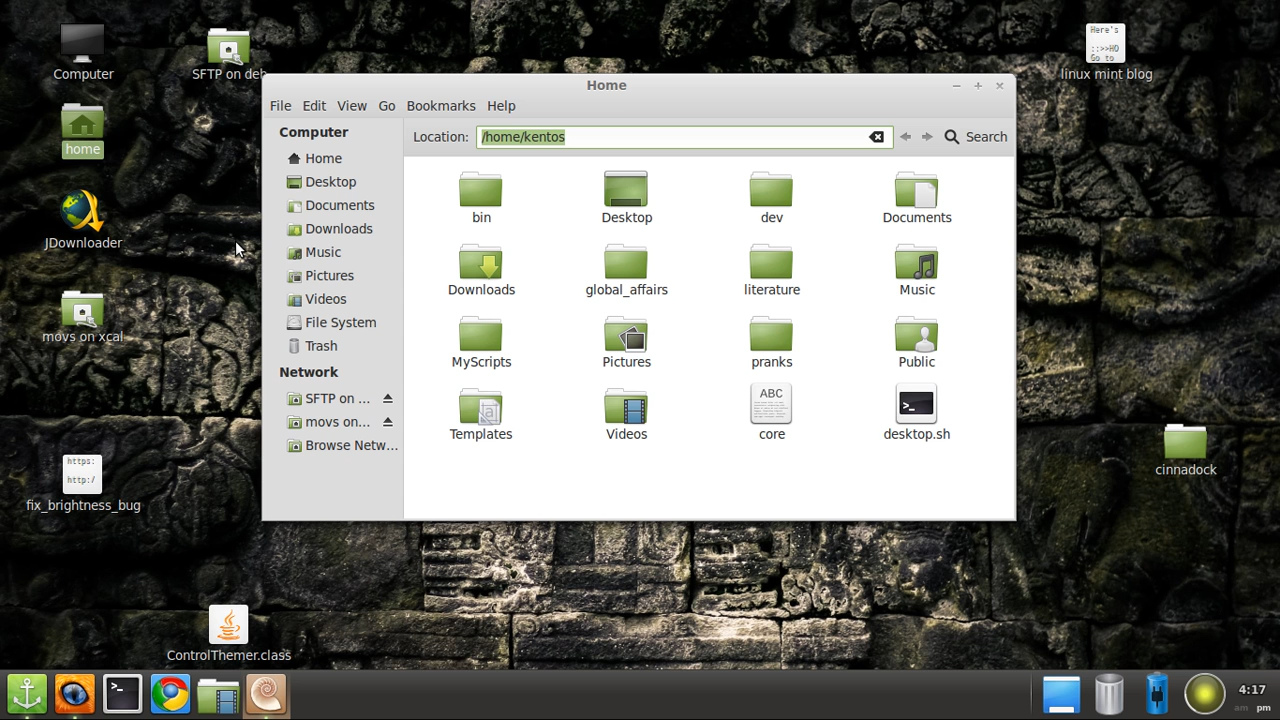 Computer
SFTP on deb
home
JDownloader
movs on xcal
https:
http:/
fix_brightness_bug
ControlThemer.class
Here's
::>>HO
Go to
linux mint blog
cinnadock
Home
File Edit View Go Bookmarks Help
Computer
Home
Desktop
Documents
Downloads
Music
Pictures
Videos
File System
Trash
Network
SFTP on ...
movs on...
Browse Netw...
Location: /home/kentos Search
bin Desktop dev Documents
Downloads global_affairs literature Music
MyScripts Pictures pranks Public
ABC
Templates Videos core desktop.sh
4:17
am pm